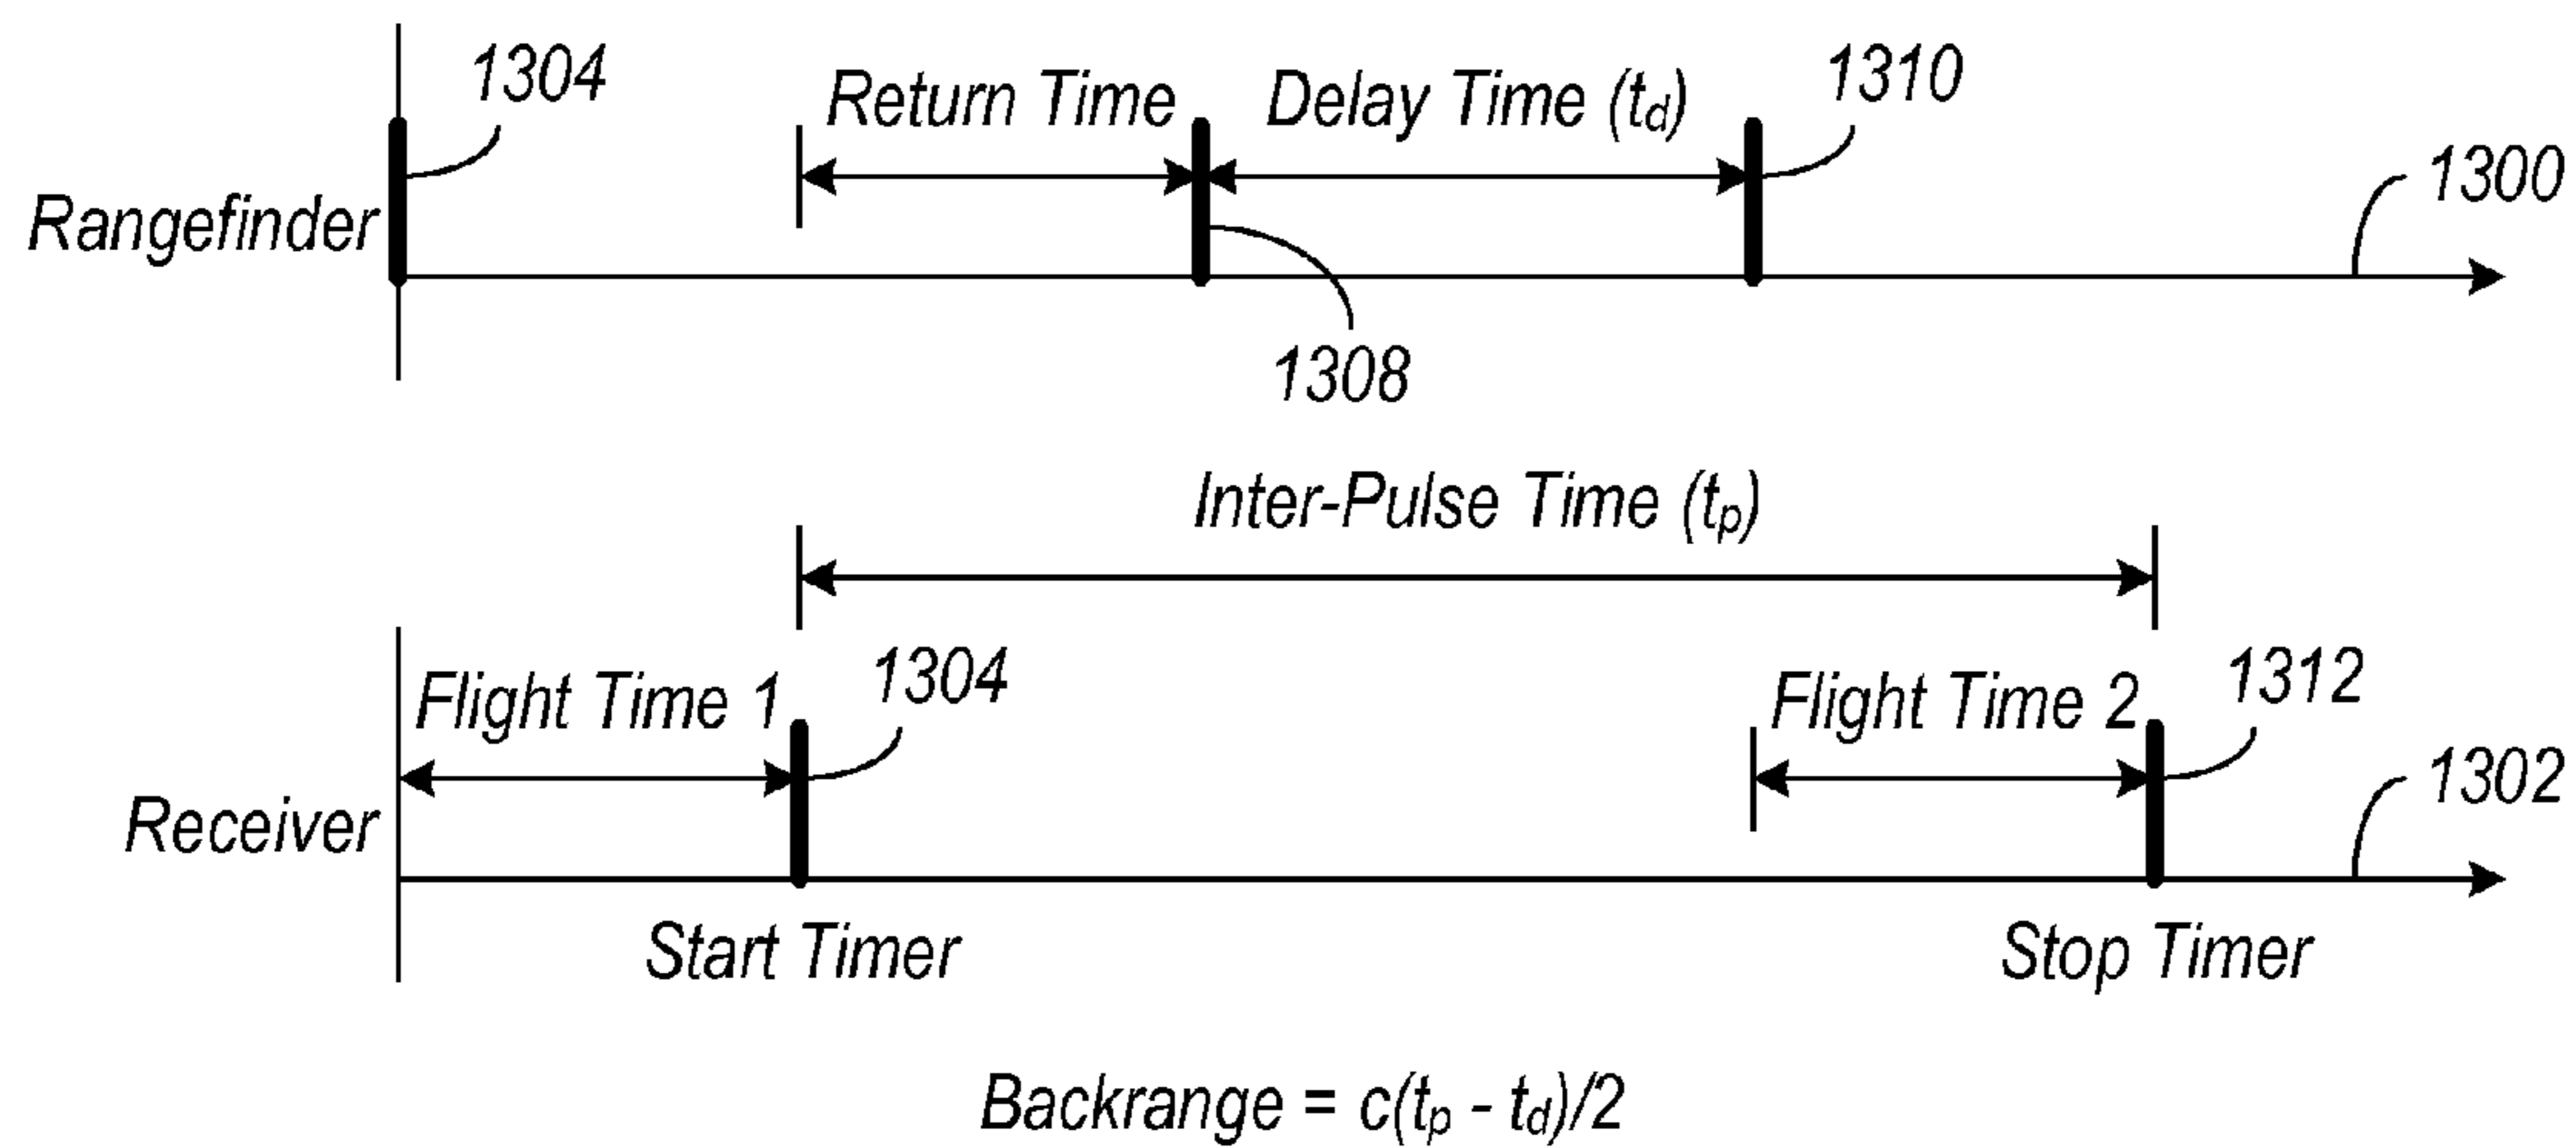 1304
Return Time
Delay Time (td)
1310
1300
Rangefinder
1308
Inter-Pulse Time (tp)
Flight Time 1
1304
Flight Time 2
1312
1302
Receiver
Start Timer
Stop Timer
Backrange = c(tp - td)/2